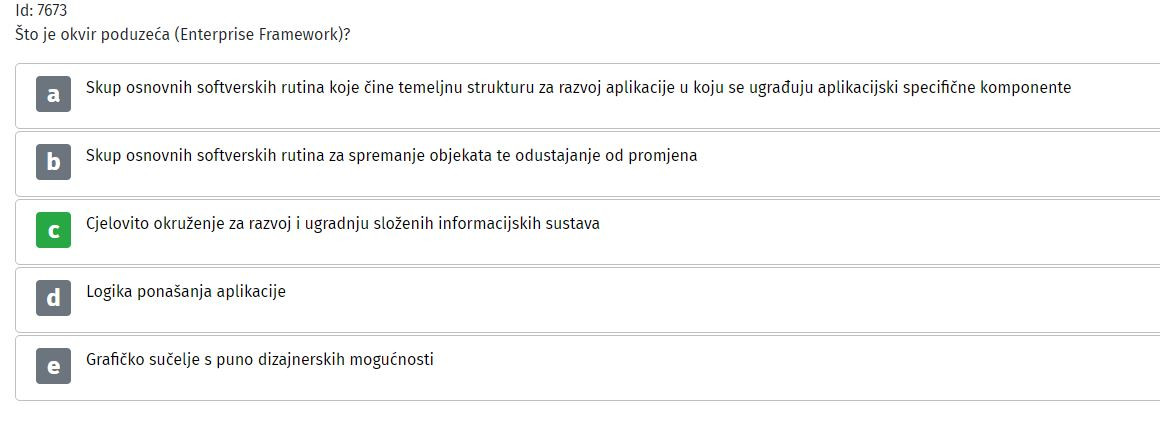 Id: 7673
Što je okvir poduzeća (Enterprise Framework)?
a Skup osnovnih softverskih rutina koje čine temeljnu strukturu za razvoj aplikacije u koju se ugrađuju aplikacijski specifične komponente
b Skup osnovnih softverskih rutina za spremanje objekata te odustajanje od promjena
c Cjelovito okruženje za razvoj i ugradnju složenih informacijskih sustava
d Logika ponašanja aplikacije
e Grafičko sučelje s puno dizajnerskih mogućnosti